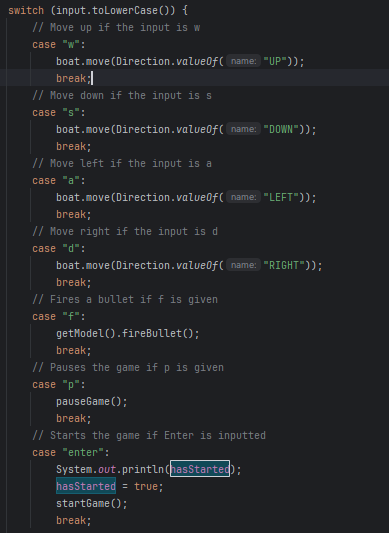 switch (input.toLowerCase()) {
    // Move up if the input is w
    case "w":
        boat.move(Direction.valueOf( name: "UP"));
        break;
    // Move down if the input is s
    case "s":
        boat.move(Direction.valueOf( name: "DOWN"));
        break;
    // Move left if the input is a
    case "a":
        boat.move(Direction.valueOf( name: "LEFT"));
        break;
    // Move right if the input is d
    case "d":
        boat.move(Direction.valueOf( name: "RIGHT"));
        break;
    // Fires a bullet if f is given
    case "f":
        getModel().fireBullet();
        break;
    // Pauses the game if p is given
    case "p":
        pauseGame();
        break;
    // Starts the game if Enter is inputted
    case "enter":
        System.out.println(hasStarted);
        hasStarted = true;
        startGame();
        break;